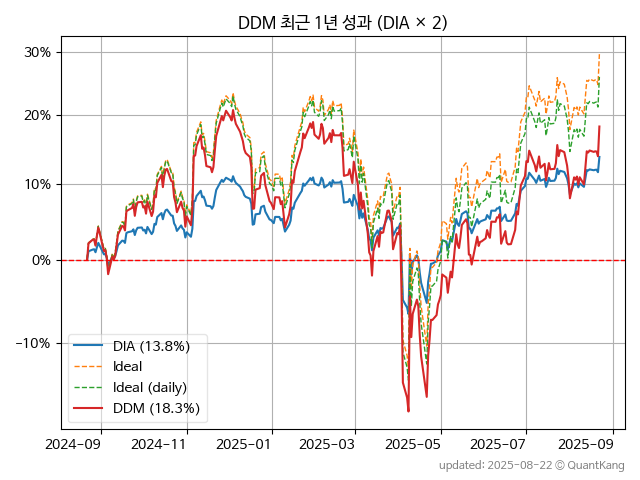 DDM 최근 1년 성과 (DIA × 2)
30%
20%
10%
0%
−10%
DIA (13.8%)
Ideal
Ideal (daily)
DDM (18.3%)
2024−09 2024−11 2025−01 2025−03 2025−05 2025−07 2025−09
updated: 2025-08-22 © QuantKang